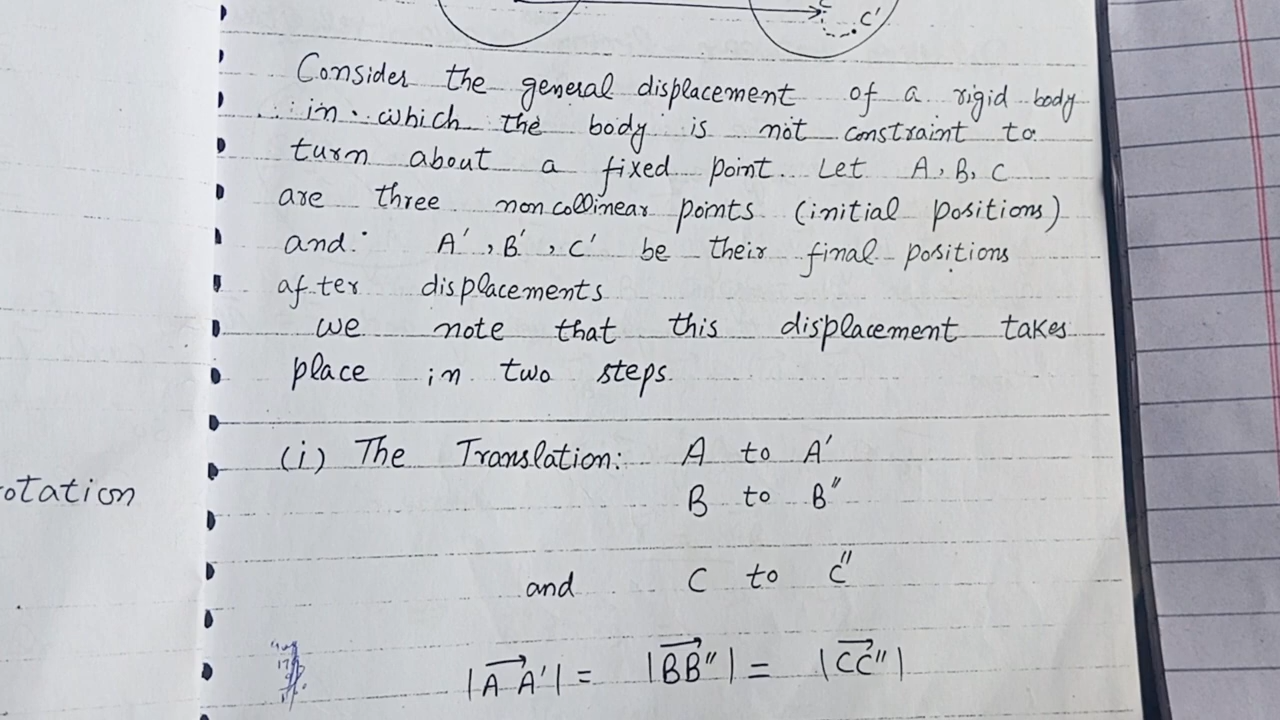 C'
Consider the general displacement of a rigid body
in which the body is not constraint to
turn about a fixed point. Let A, B, C
are three non collinear points (initial positions)
and A', B', C' be their final positions
after displacements
we note that this displacement takes
place in two steps.
(i) The Translation: A to A'
B to B"
otation
and C to C"
|AA'| = |BB"| = |CC"|